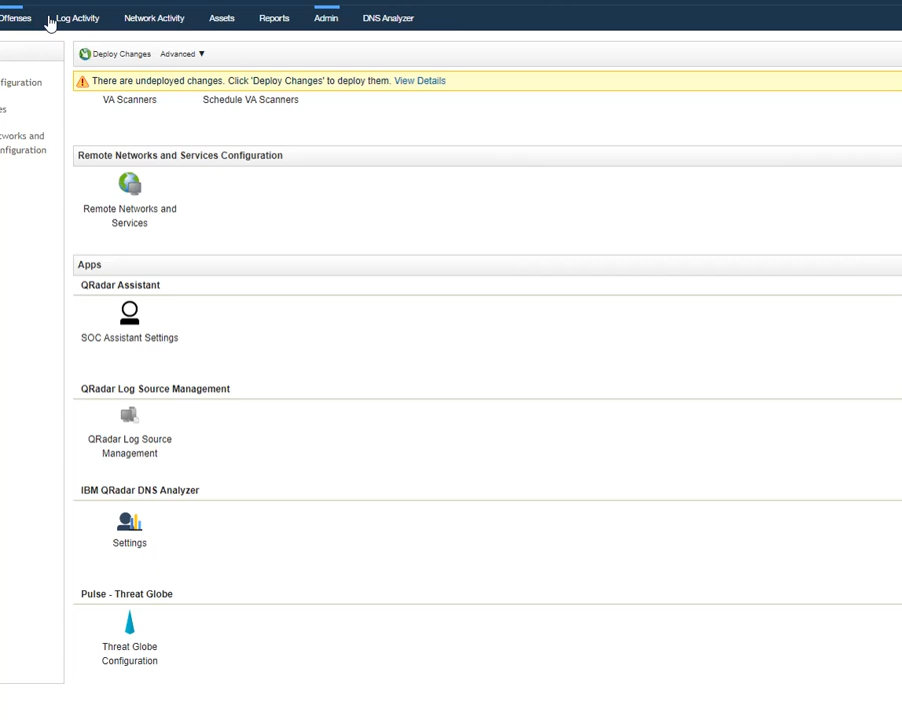 Offenses Log Activity Network Activity Assets Reports Admin DNS Analyzer
Deploy Changes Advanced ▼
There are undeployed changes. Click 'Deploy Changes' to deploy them. View Details
figuration
es
tworks and
nfiguration
VA Scanners Schedule VA Scanners
Remote Networks and Services Configuration
Remote Networks and
Services
Apps
QRadar Assistant
SOC Assistant Settings
QRadar Log Source Management
QRadar Log Source
Management
IBM QRadar DNS Analyzer
Settings
Pulse - Threat Globe
Threat Globe
Configuration